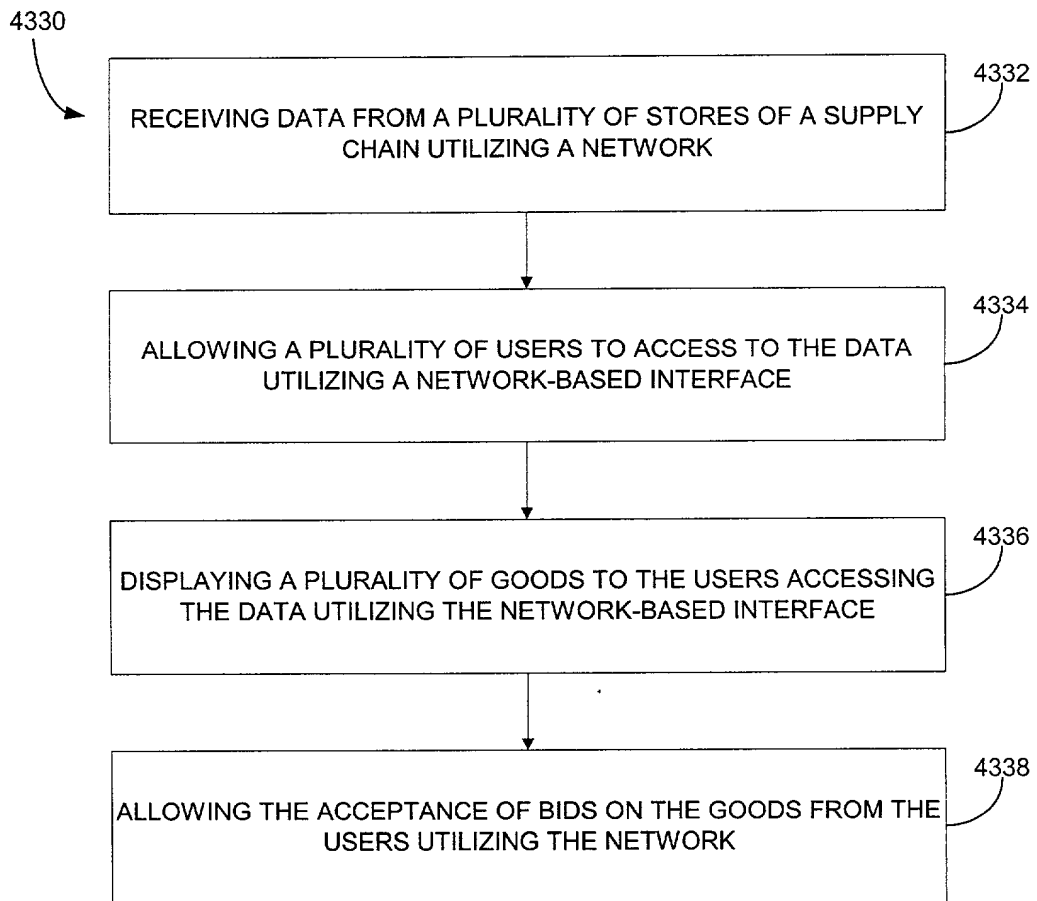 4330
4332
RECEIVING DATA FROM A PLURALITY OF STORES OF A SUPPLY
CHAIN UTILIZING A NETWORK
4334
ALLOWING A PLURALITY OF USERS TO ACCESS TO THE DATA
UTILIZING A NETWORK-BASED INTERFACE
4336
DISPLAYING A PLURALITY OF GOODS TO THE USERS ACCESSING
THE DATA UTILIZING THE NETWORK-BASED INTERFACE
4338
ALLOWING THE ACCEPTANCE OF BIDS ON THE GOODS FROM THE
USERS UTILIZING THE NETWORK